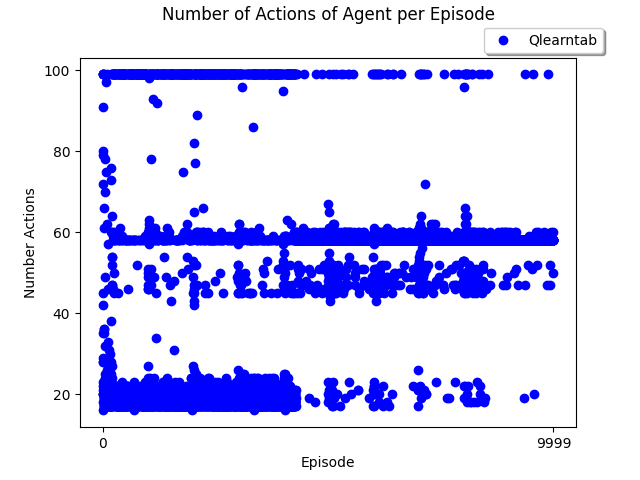 Number of Actions of Agent per Episode
Qlearntab
100
80
60
40
20
Number Actions
0
9999
Episode